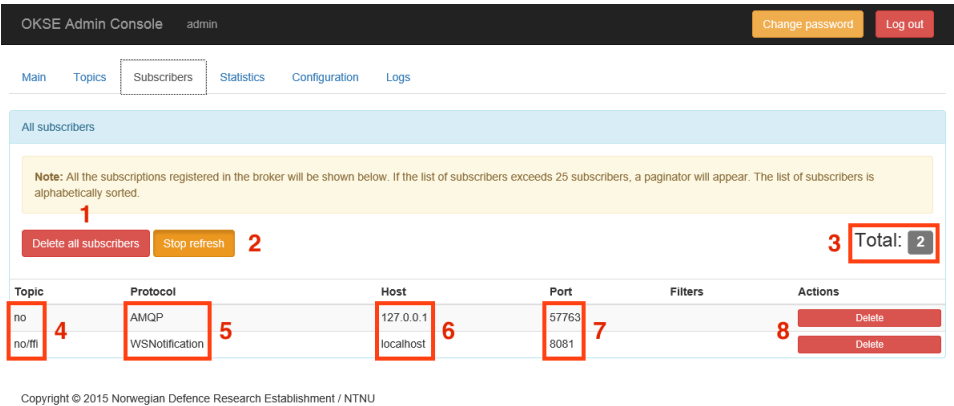 OKSE Admin Console admin Change password Log out
Main Topics Subscribers Statistics Configuration Logs
All subscribers
Note: All the subscriptions registered in the broker will be shown below. If the list of subscribers exceeds 25 subscribers, a paginator will appear. The list of subscribers is
alphabetically sorted.
1
Delete all subscribers Stop refresh 2 3 Total: 2
Topic Protocol Host Port Filters Actions
no AMQP 127.0.0.1 57763 Delete
4 5 6 7 8
no/ffi WSNotification localhost 8081 Delete
Copyright © 2015 Norwegian Defence Research Establishment / NTNU